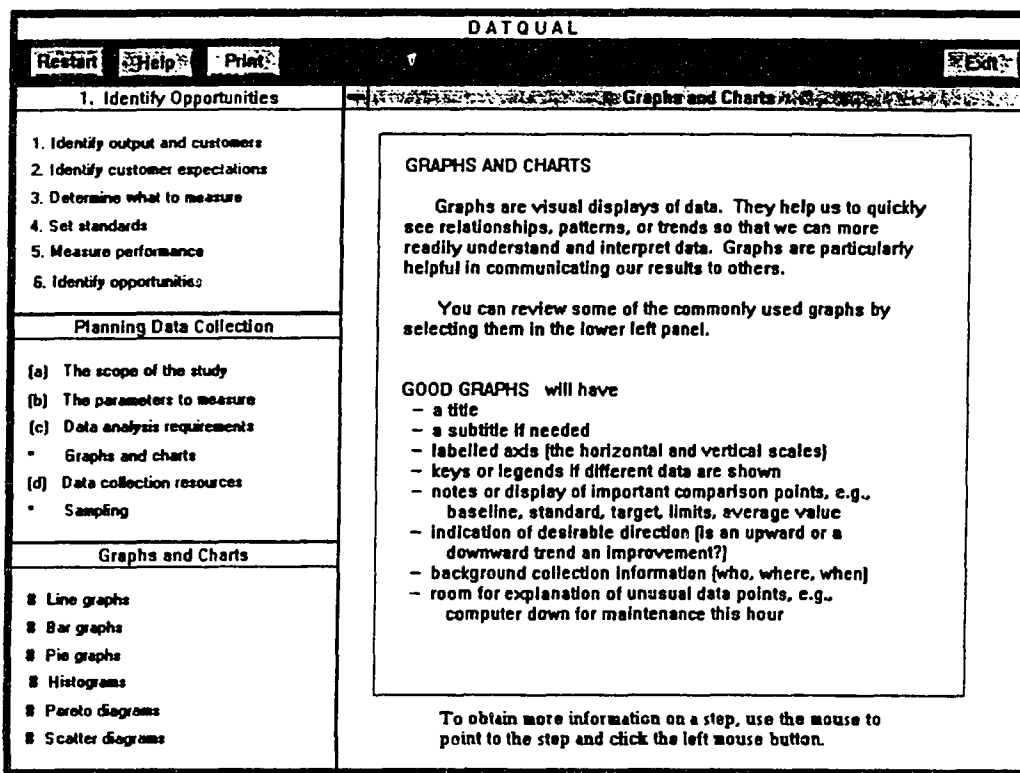 DATQUAL
Restart Help Print Exit
1. Identify Opportunities
1. Identify output and customers
2. Identify customer expectations
3. Determine what to measure
4. Set standards
5. Measure performance
6. Identify opportunities
Planning Data Collection
(a) The scope of the study
(b) The parameters to measure
(c) Data analysis requirements
- Graphs and charts
(d) Data collection resources
- Sampling
Graphs and Charts
# Line graphs
# Bar graphs
# Pie graphs
# Histograms
# Pareto diagrams
# Scatter diagrams
Graphs and Charts
GRAPHS AND CHARTS
Graphs are visual displays of data. They help us to quickly
see relationships, patterns, or trends so that we can more
readily understand and interpret data. Graphs are particularly
helpful in communicating our results to others.
You can review some of the commonly used graphs by
selecting them in the lower left panel.
GOOD GRAPHS will have
– a title
– a subtitle if needed
– labelled axis (the horizontal and vertical scales)
– keys or legends if different data are shown
– notes or display of important comparison points, e.g.,
baseline, standard, target, limits, average value
– indication of desirable direction (is an upward or a
downward trend an improvement?)
– background collection information (who, where, when)
– room for explanation of unusual data points, e.g.,
computer down for maintenance this hour
To obtain more information on a step, use the mouse to
point to the step and click the left mouse button.